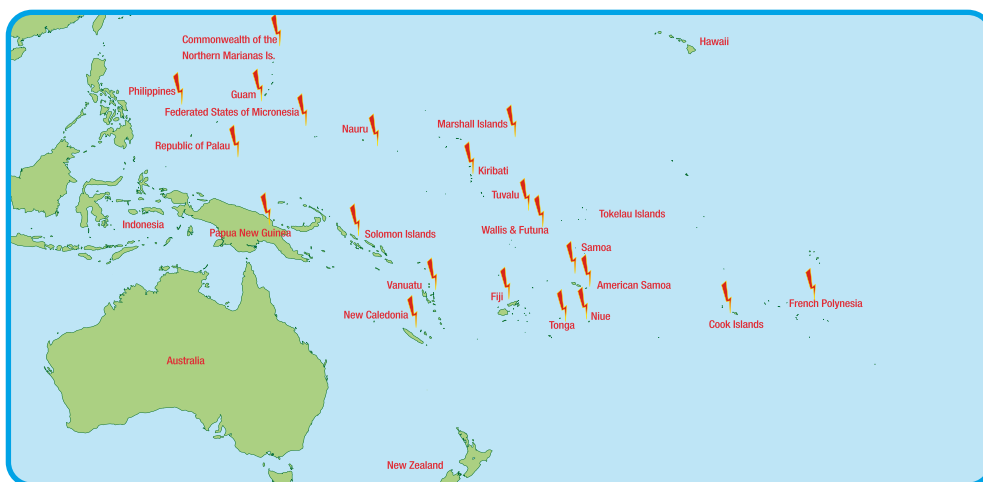 Commonwealth of the
Northern Marianas Is.
Hawaii
Philippines
Guam
Federated States of Micronesia
Nauru
Marshall Islands
Republic of Palau
Kiribati
Tuvalu
Tokelau Islands
Indonesia
Papua New Guinea
Solomon Islands
Wallis & Futuna
Samoa
Vanuatu
Fiji
American Samoa
New Caledonia
Tonga
Niue
French Polynesia
Cook Islands
Australia
New Zealand